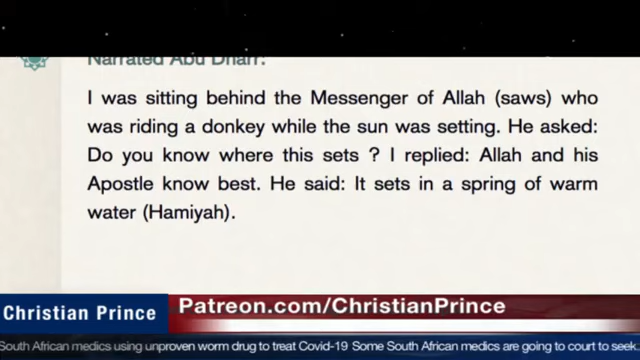 Narrated Abu Dharr:
I was sitting behind the Messenger of Allah (saws) who
was riding a donkey while the sun was setting. He asked:
Do you know where this sets ? I replied: Allah and his
Apostle know best. He said: It sets in a spring of warm
water (Hamiyah).
Christian Prince
Patreon.com/ChristianPrince
South African medics using unproven worm drug to treat Covid-19 Some South African medics are going to court to seek